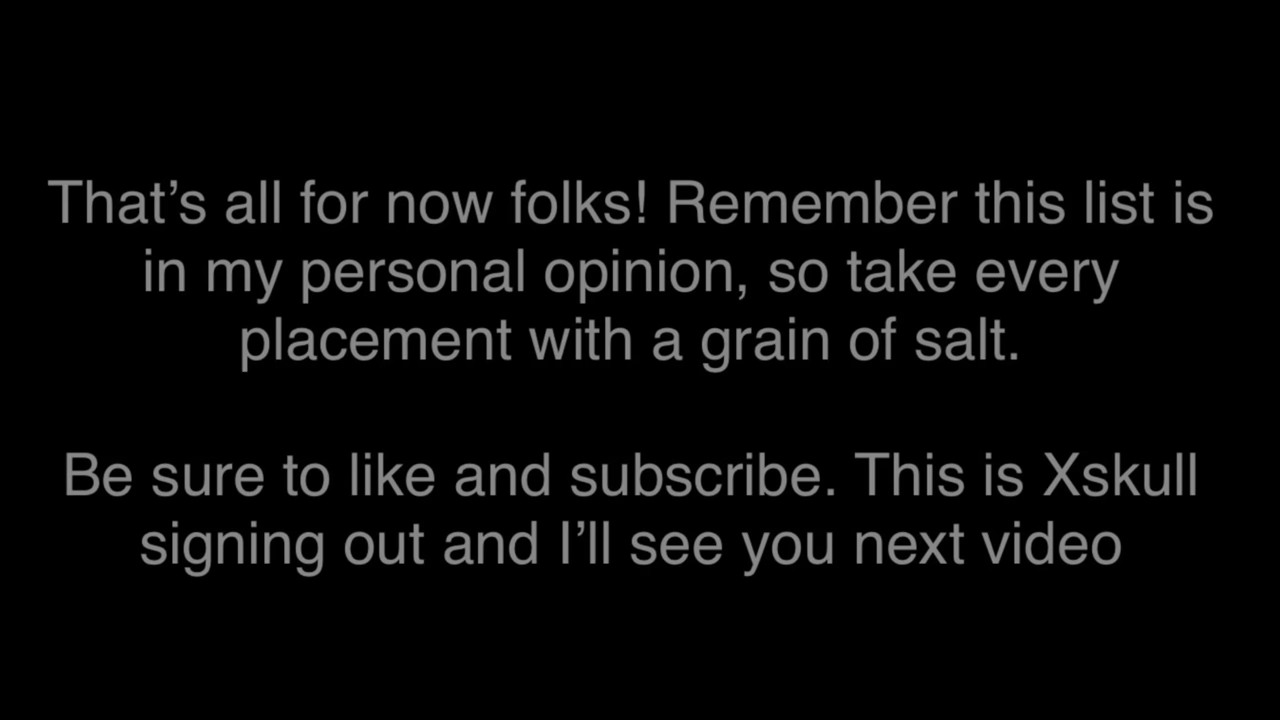 That’s all for now folks! Remember this list is
in my personal opinion, so take every
placement with a grain of salt.
Be sure to like and subscribe. This is Xskull
signing out and I’ll see you next video